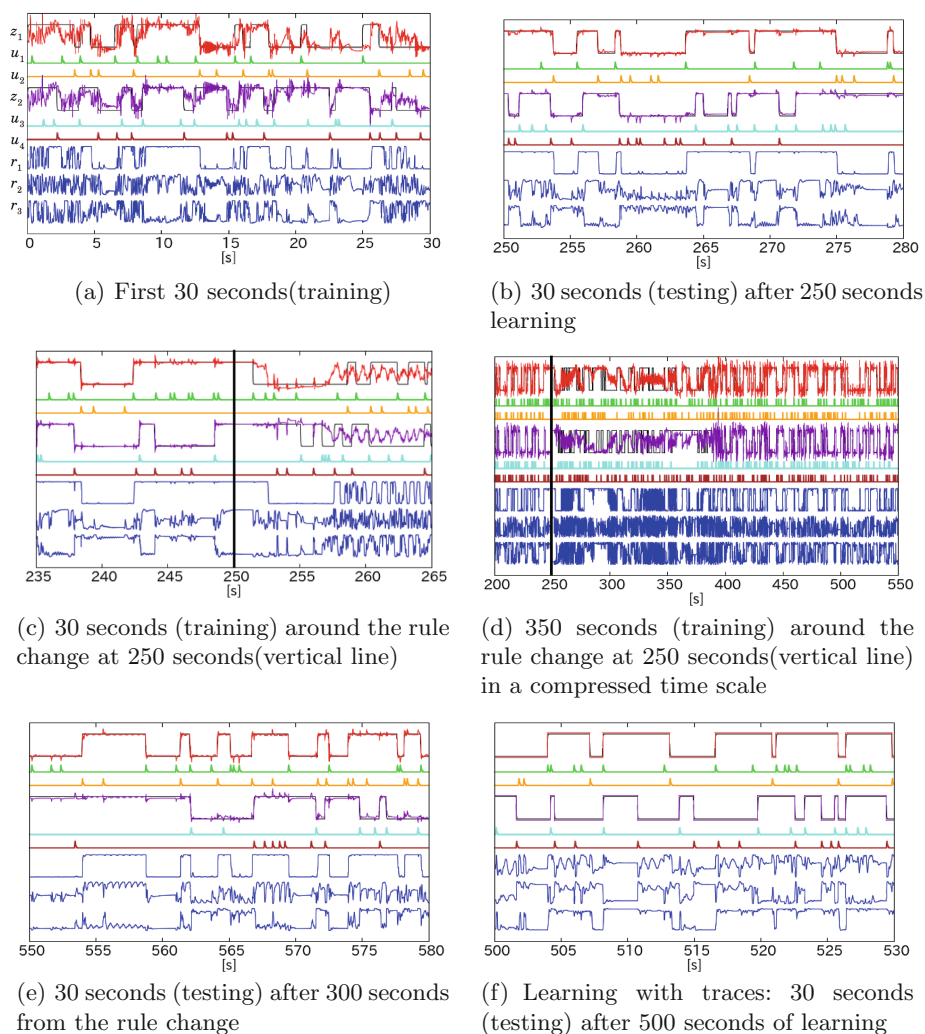 z1
u1
u2
z2
u3
u4
r1
r2
r3
0 5 10 15 20 25 30
[s]
(a) First 30 seconds(training)
250 255 260 265 270 275 280
[s]
(b) 30 seconds (testing) after 250 seconds
learning
235 240 245 250 255 260 265
[s]
(c) 30 seconds (training) around the rule
change at 250 seconds(vertical line)
200 250 300 350 400 450 500 550
[s]
(d) 350 seconds (training) around the
rule change at 250 seconds(vertical line)
in a compressed time scale
550 555 560 565 570 575 580
[s]
(e) 30 seconds (testing) after 300 seconds
from the rule change
500 505 510 515 520 525 530
[s]
(f) Learning with traces: 30 seconds
(testing) after 500 seconds of learning